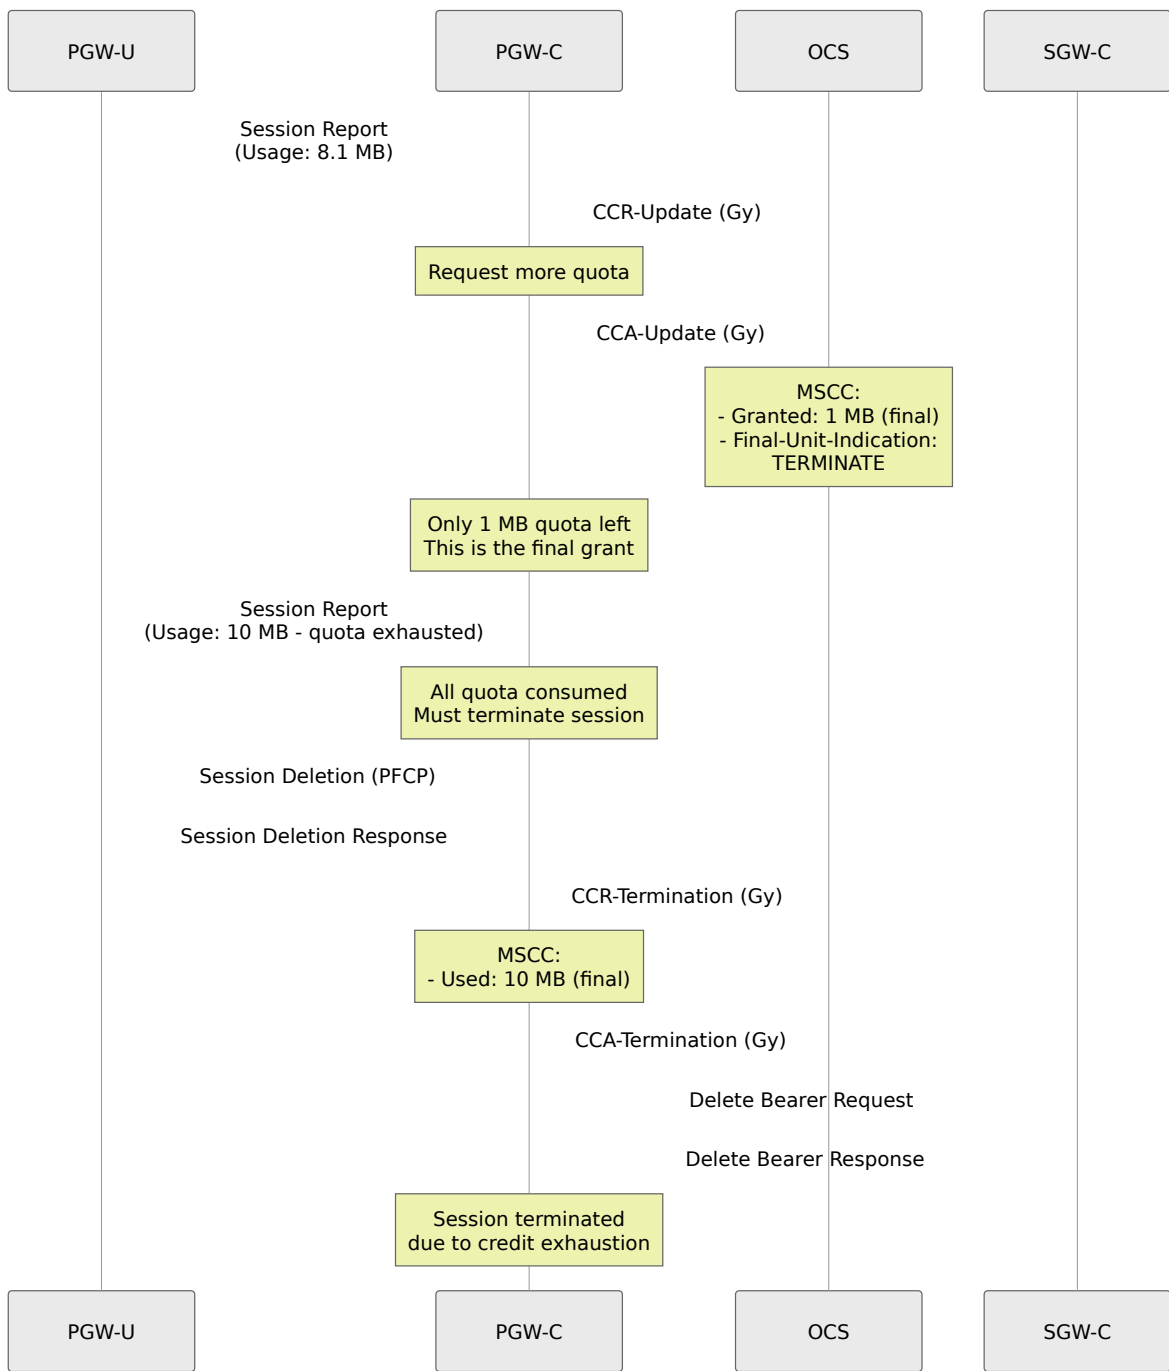 PGW-U
PGW-C
OCS
SGW-C
Session Report
(Usage: 8.1 MB)
CCR-Update (Gy)
Request more quota
CCA-Update (Gy)
MSCC:
- Granted: 1 MB (final)
- Final-Unit-Indication:
TERMINATE
Only 1 MB quota left
This is the final grant
Session Report
(Usage: 10 MB - quota exhausted)
All quota consumed
Must terminate session
Session Deletion (PFCP)
Session Deletion Response
CCR-Termination (Gy)
MSCC:
- Used: 10 MB (final)
CCA-Termination (Gy)
Delete Bearer Request
Delete Bearer Response
Session terminated
due to credit exhaustion
PGW-U
PGW-C
OCS
SGW-C